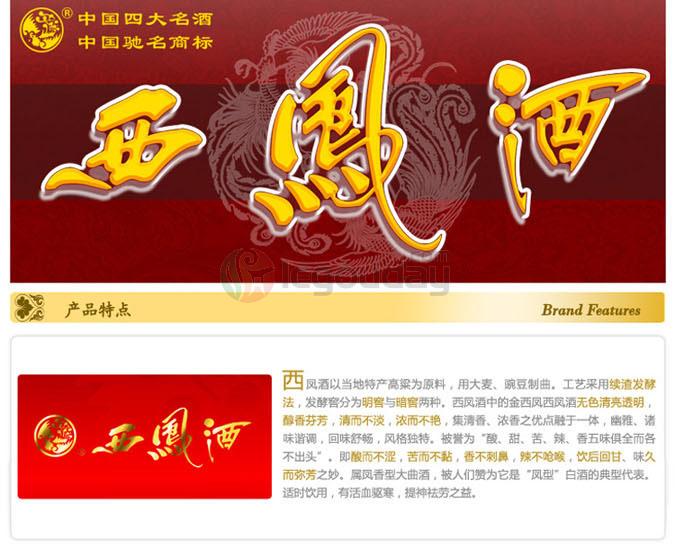 ®
中国四大名酒
中国驰名商标
西鳳酒
legouday
产品特点
Brand Features
西鳳酒
西凤酒以当地特产高粱为原料，用大麦、豌豆制曲。工艺采用续渣发酵
法，发酵窖分为明窖与暗窖两种。西凤酒中的金西凤西凤酒无色清亮透明，
醇香芬芳，清而不淡，浓而不艳，集清香、浓香之优点融于一体，幽雅、诸
味谐调，回味舒畅，风格独特。被誉为“酸、甜、苦、辣、香五味俱全而各
不出头”。即酸而不涩，苦而不黏，香不刺鼻，辣不呛喉，饮后回甘、味久
而弥芳之妙。属凤香型大曲酒，被人们赞为它是“凤型”白酒的典型代表。
适时饮用，有活血驱寒，提神祛劳之益。